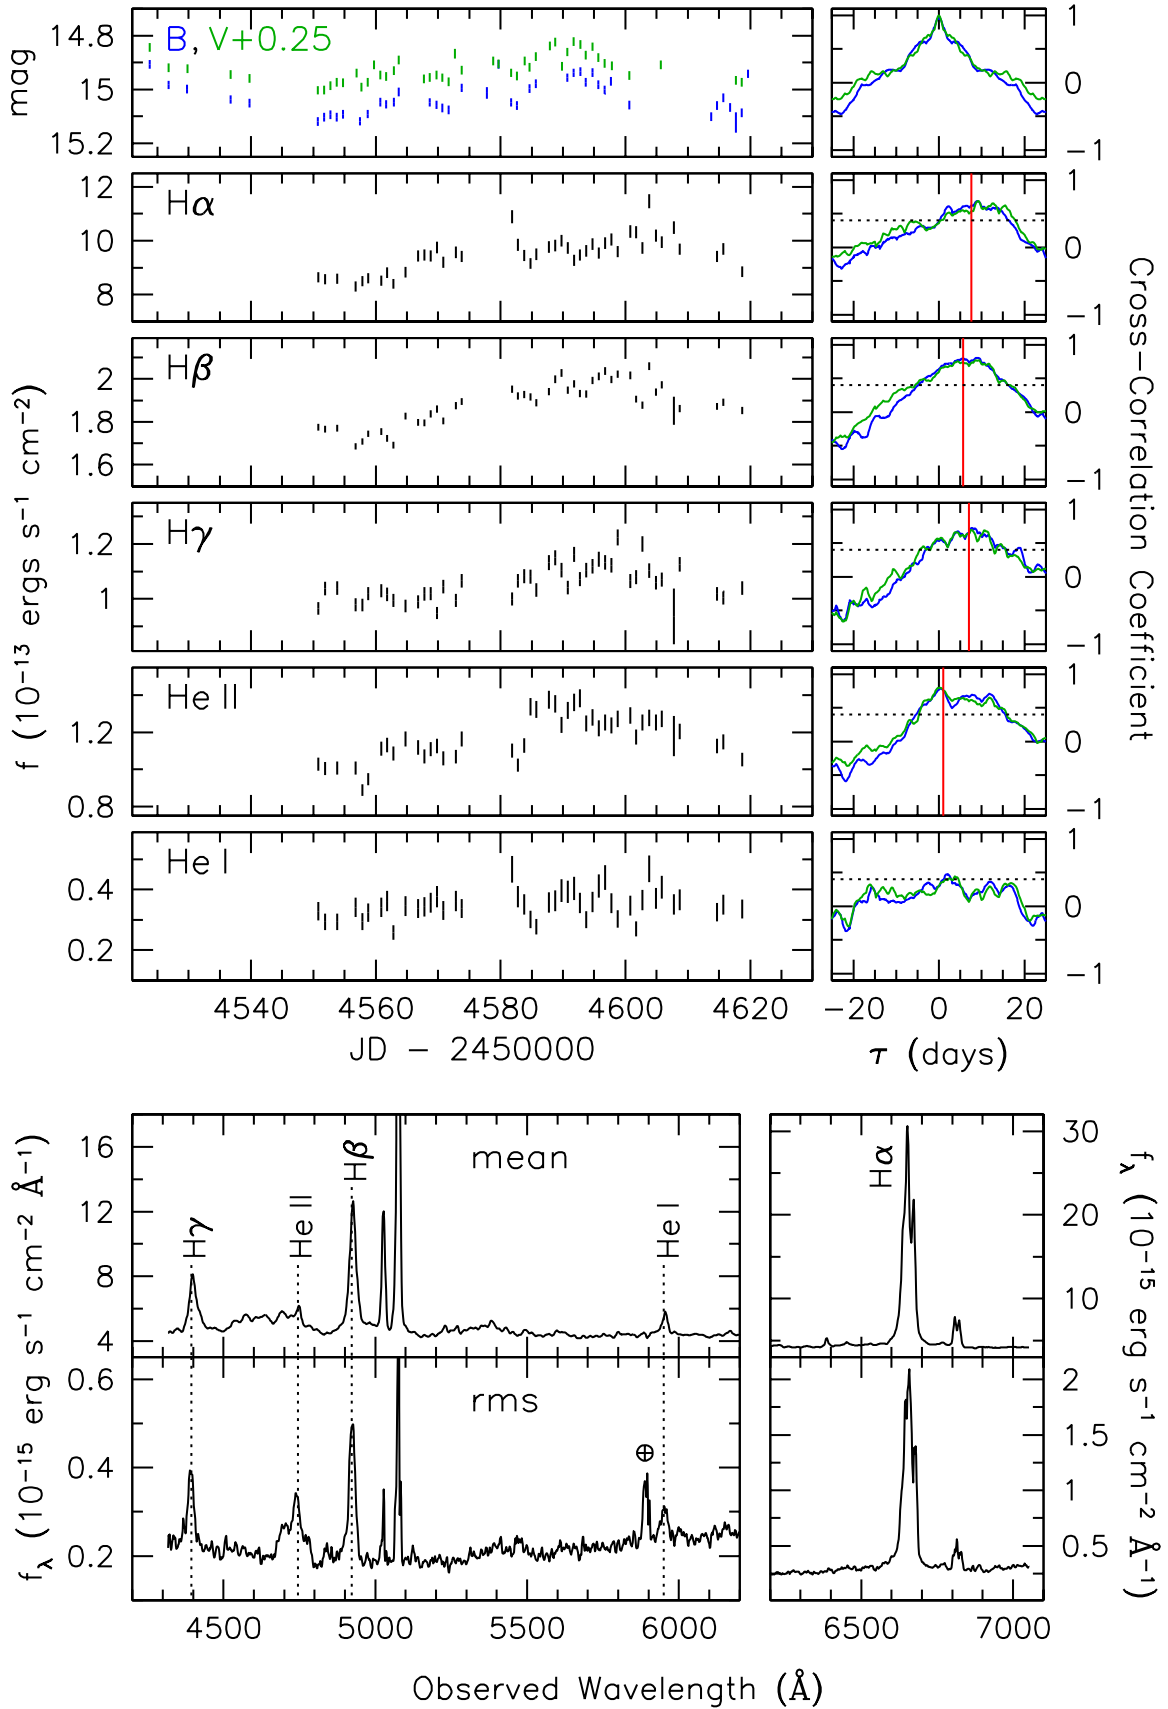 B, V+0.25
mag
14.8
15
15.2
1
0
−1
Hα
12
10
8
1
0
−1
Hβ
2
1.8
1.6
1
0
−1
Hγ
1.2
1
1
0
−1
He II
1.2
0.8
1
0
−1
He I
0.4
0.2
1
0
−1
f (10⁻¹³ ergs s⁻¹ cm⁻²)
Cross−Correlation Coefficient
4540 4560 4580 4600 4620
−20 0 20
JD − 2450000
τ (days)
mean
16
12
8
4
Hγ
He II
Hβ
He I
Hα
30
20
10
rms
0.6
0.4
0.2
⊕
2
1.5
1
0.5
f_λ (10⁻¹⁵ erg s⁻¹ cm⁻² Å⁻¹)
f_λ (10⁻¹⁵ erg s⁻¹ cm⁻² Å⁻¹)
4500 5000 5500 6000
6500 7000
Observed Wavelength (Å)